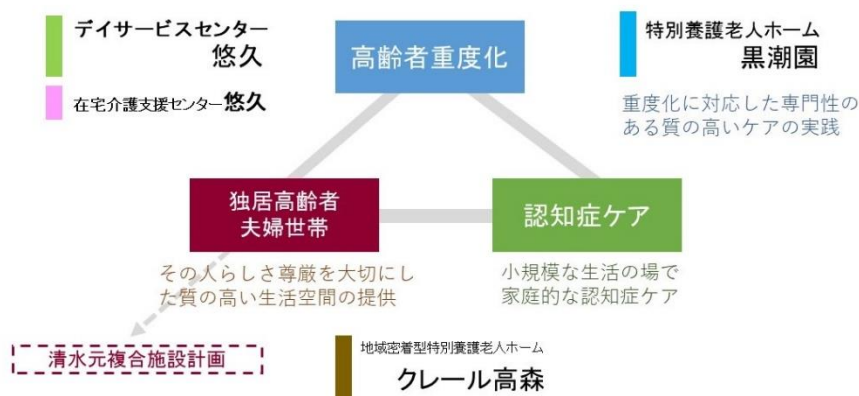 デイサービスセンター
悠久
在宅介護支援センター悠久
高齢者重度化
特別養護老人ホーム
黒潮園
重度化に対応した専門性の
ある質の高いケアの実践
独居高齢者
夫婦世帯
認知症ケア
その人らしさ尊厳を大切にし
た質の高い生活空間の提供
小規模な生活の場で
家庭的な認知症ケア
清水元複合施設計画
地域密着型特別養護老人ホーム
クレール高森